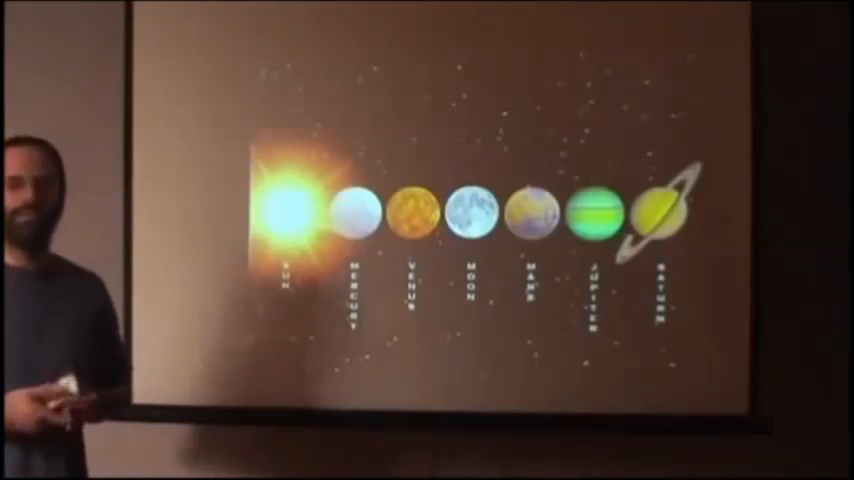 SUN
MERCURY
VENUS
MOON
MARS
JUPITER
SATURN